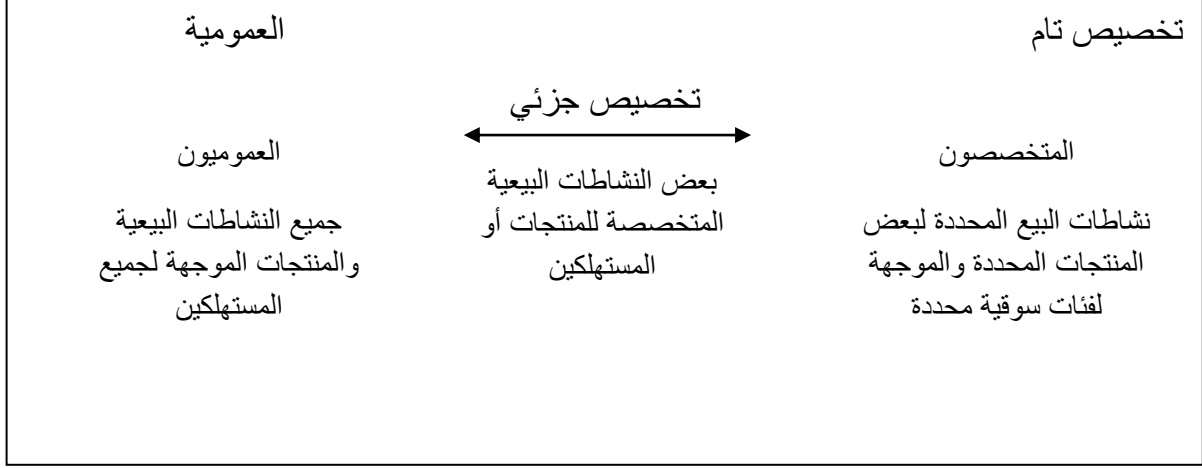 تخصيص تام
العمومية
تخصيص جزئي
المتخصصون
العموميون
نشاطات البيع المحددة لبعض
المنتجات المحددة والموجهة
لفئات سوقية محددة
بعض النشاطات البيعية
المتخصصة للمنتجات أو
المستهلكين
جميع النشاطات البيعية
والمنتجات الموجهة لجميع
المستهلكين